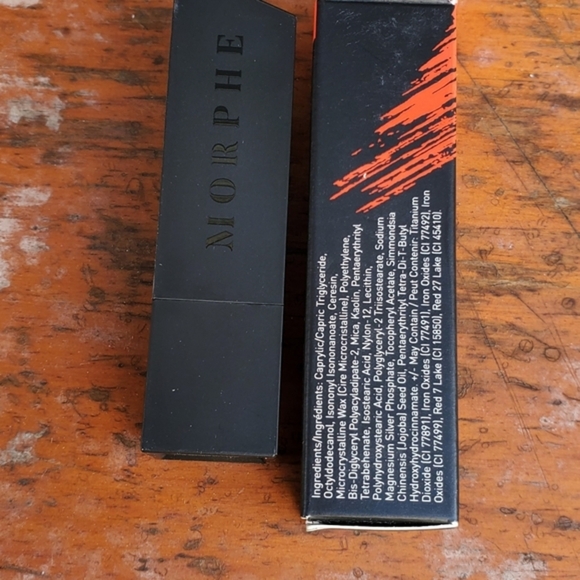 MORPHE
Ingredients/Ingrédients: Caprylic/Capric Triglyceride,
Octyldodecanol, Isononyl Isononanoate, Ceresin,
Microcrystalline Wax (Cire Microcristalline), Polyethylene,
Bis-Diglyceryl Polyacyladipate-2, Mica, Kaolin, Pentaerythrityl
Tetrabehenate, Isostearic Acid, Nylon-12, Lecithin,
Polyhydroxystearic Acid, Polyglyceryl-2 Triisostearate, Sodium
Magnesium Silver Phosphate, Tocopheryl Acetate, Simmondsia
Chinensis (Jojoba) Seed Oil, Pentaerythrityl Tetra-Di-T-Butyl
Hydroxyhydrocinnamate. +/- May Contain / Peut Contenir: Titanium
Dioxide (CI 77891), Iron Oxides (CI 77491), Iron Oxides (CI 77492), Iron
Oxides (CI 77499), Red 7 Lake (CI 15850), Red 27 Lake (CI 45410).